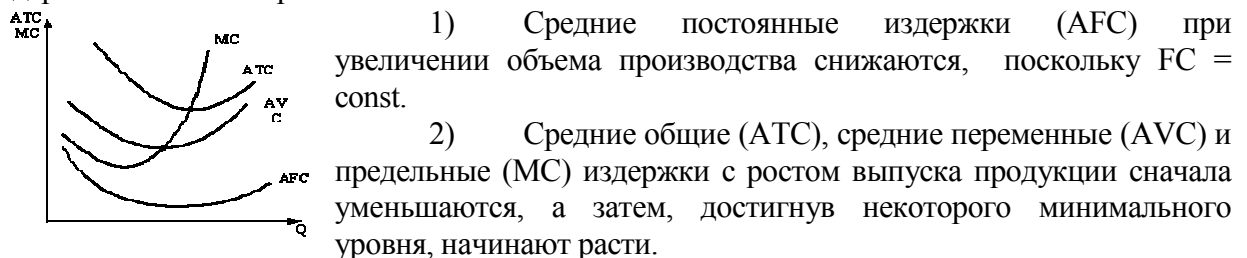 ATC
MC
MC
ATC
AV
C
AFC
Q
1) Средние постоянные издержки (AFC) при
увеличении объема производства снижаются, поскольку FC =
const.
2) Средние общие (ATC), средние переменные (AVC) и
предельные (MC) издержки с ростом выпуска продукции сначала
уменьшаются, а затем, достигнув некоторого минимального
уровня, начинают расти.